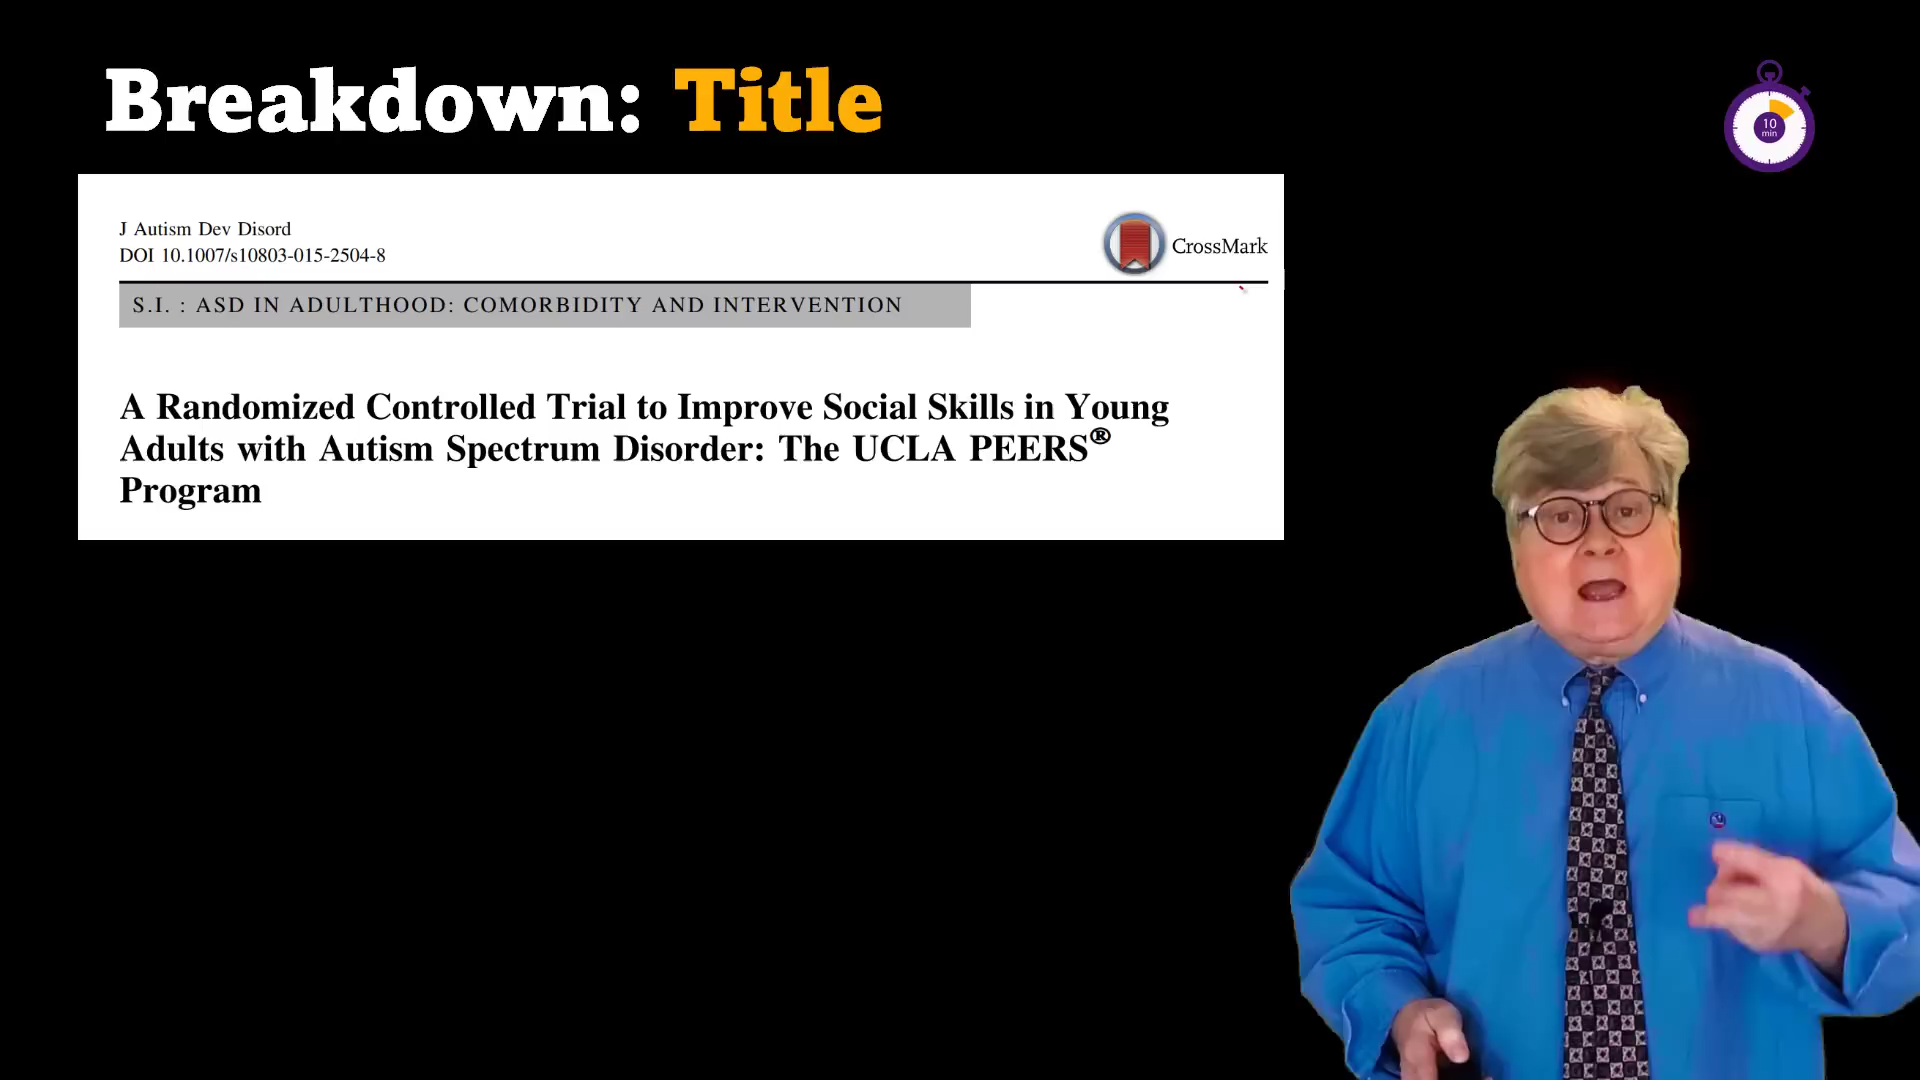 Breakdown: Title
10
min
J Autism Dev Disord
DOI 10.1007/s10803-015-2504-8
CrossMark
S.I. : ASD IN ADULTHOOD: COMORBIDITY AND INTERVENTION
A Randomized Controlled Trial to Improve Social Skills in Young
Adults with Autism Spectrum Disorder: The UCLA PEERS®
Program